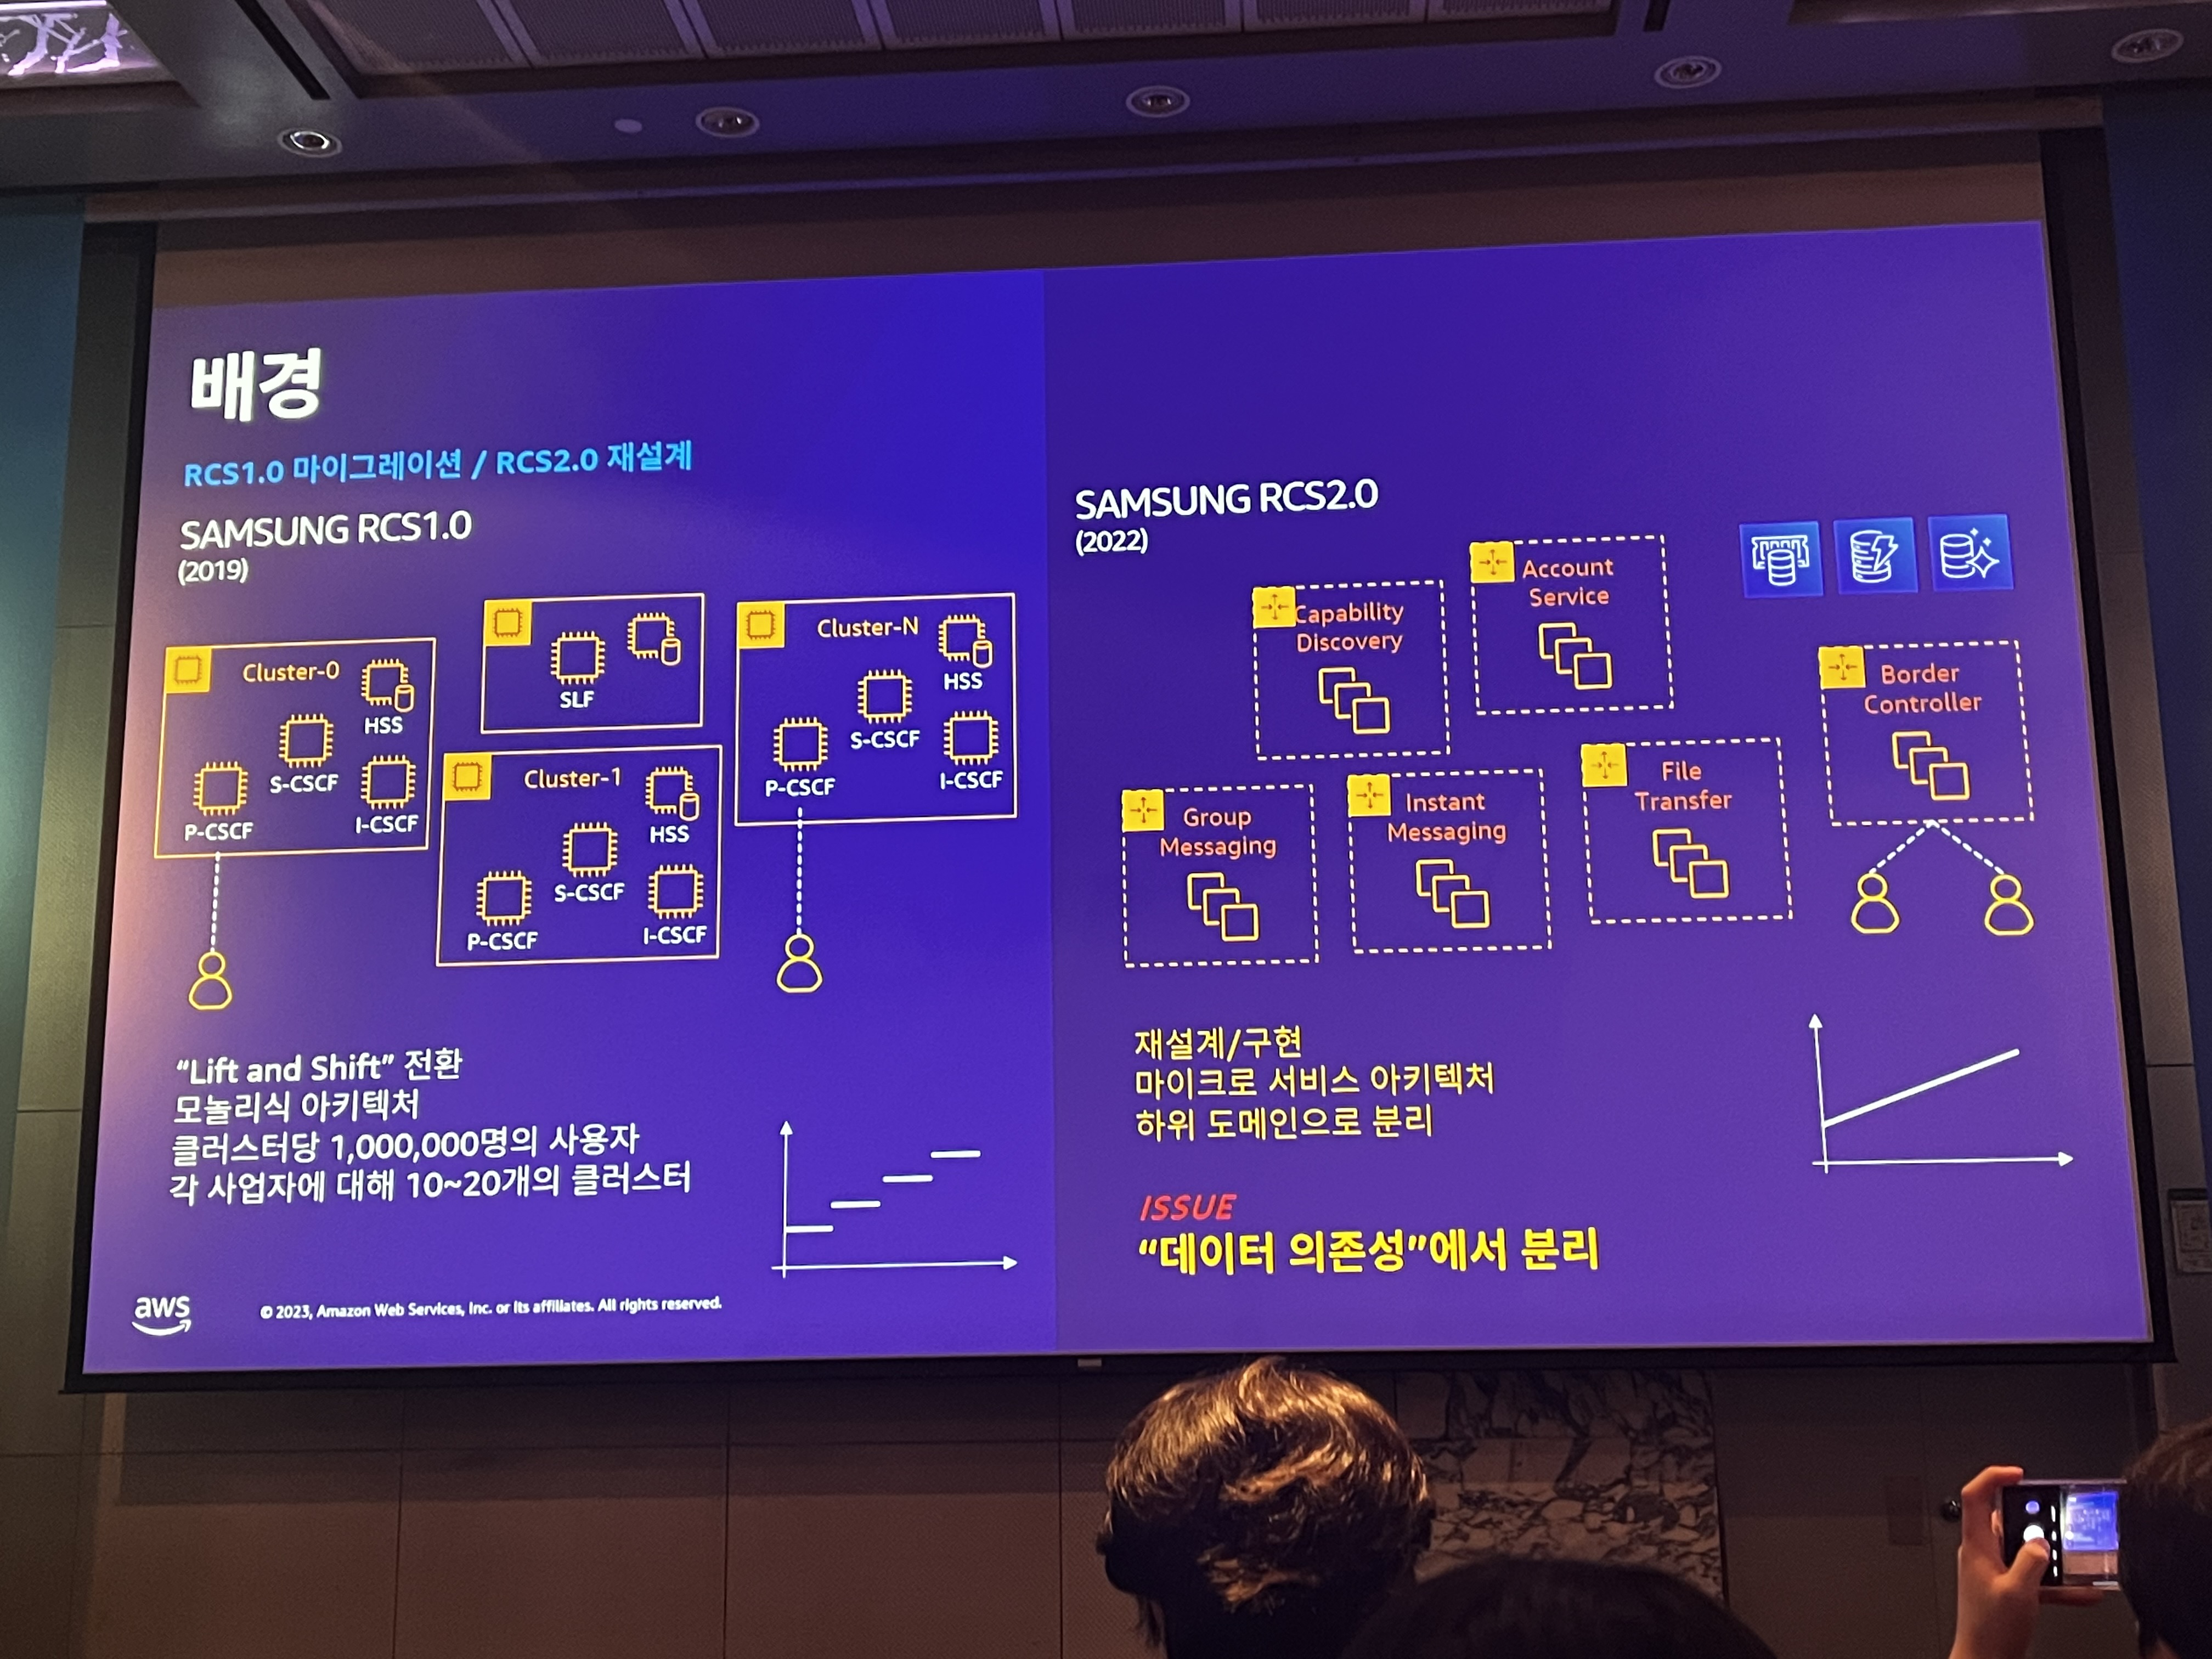 배경
RCS1.0 마이그레이션 / RCS2.0 재설계
SAMSUNG RCS1.0
(2019)
Cluster-0
HSS
S-CSCF
P-CSCF
I-CSCF
SLF
Cluster-1
HSS
S-CSCF
P-CSCF
I-CSCF
Cluster-N
HSS
S-CSCF
P-CSCF
I-CSCF
“Lift and Shift” 전환
모놀리식 아키텍처
클러스터당 1,000,000명의 사용자
각 사업자에 대해 10~20개의 클러스터
SAMSUNG RCS2.0
(2022)
Capability
Discovery
Account
Service
Border
Controller
Group
Messaging
Instant
Messaging
File
Transfer
재설계/구현
마이크로 서비스 아키텍처
하위 도메인으로 분리
ISSUE
“데이터 의존성”에서 분리
aws
© 2023, Amazon Web Services, Inc. or its affiliates. All rights reserved.